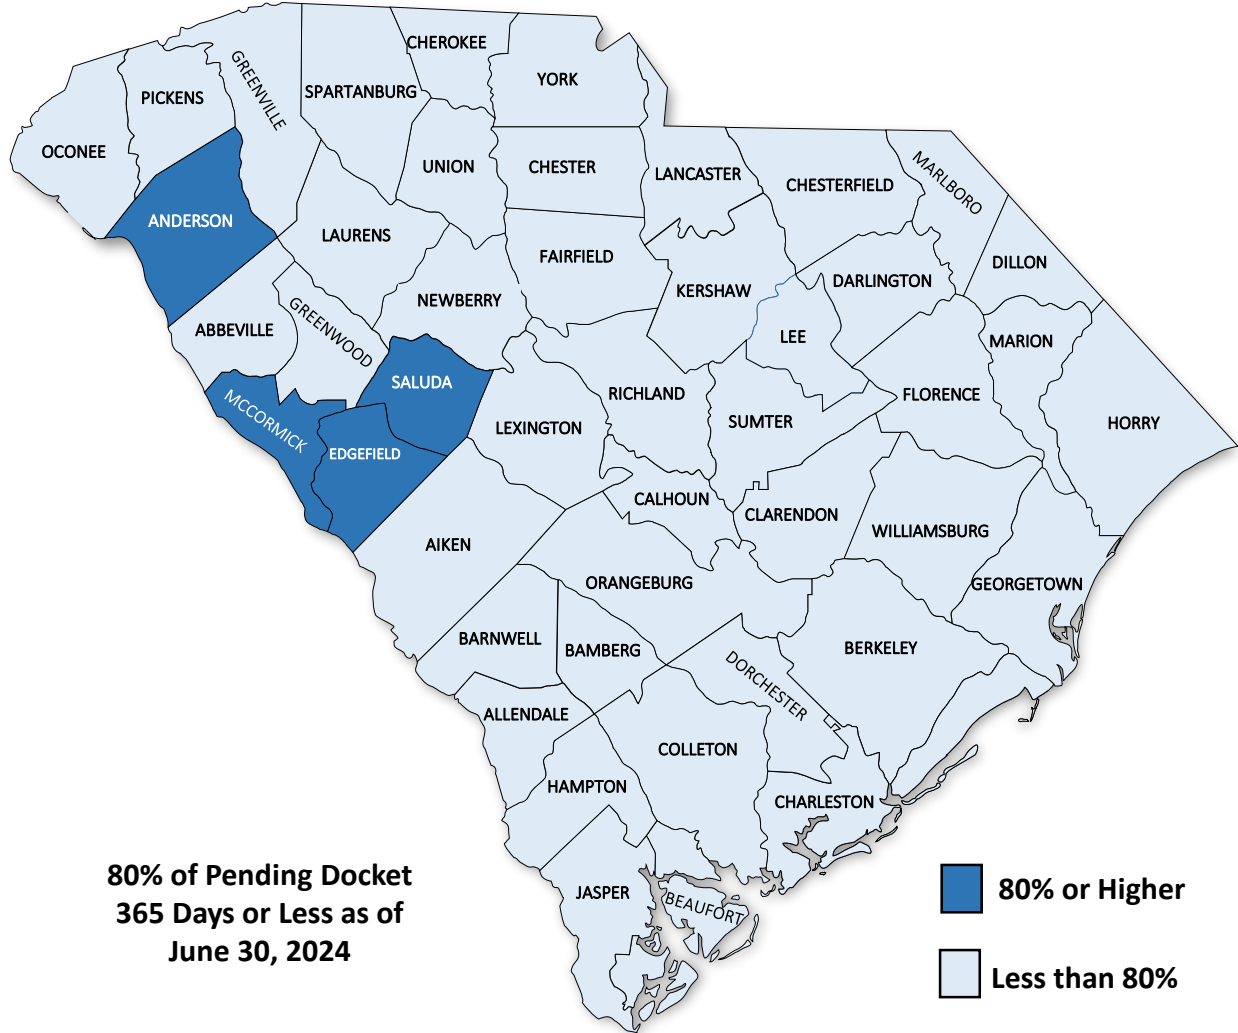 CHEROKEE
GREENVILLE
YORK
SPARTANBURG
PICKENS
OCONEE
UNION
CHESTER
LANCASTER
CHESTERFIELD
MARLBORO
ANDERSON
LAURENS
FAIRFIELD
DILLON
DARLINGTON
KERSHAW
NEWBERRY
ABBEVILLE
GREENWOOD
LEE
MARION
SALUDA
RICHLAND
FLORENCE
MCCORMICK
SUMTER
HORRY
LEXINGTON
EDGEFIELD
CALHOUN
CLARENDON
WILLIAMSBURG
AIKEN
ORANGEBURG
GEORGETOWN
BARNWELL
BAMBERG
BERKELEY
DORCHESTER
ALLENDALE
COLLETON
HAMPTON
CHARLESTON
JASPER
BEAUFORT
80% of Pending Docket
365 Days or Less as of
June 30, 2024
80% or Higher
Less than 80%